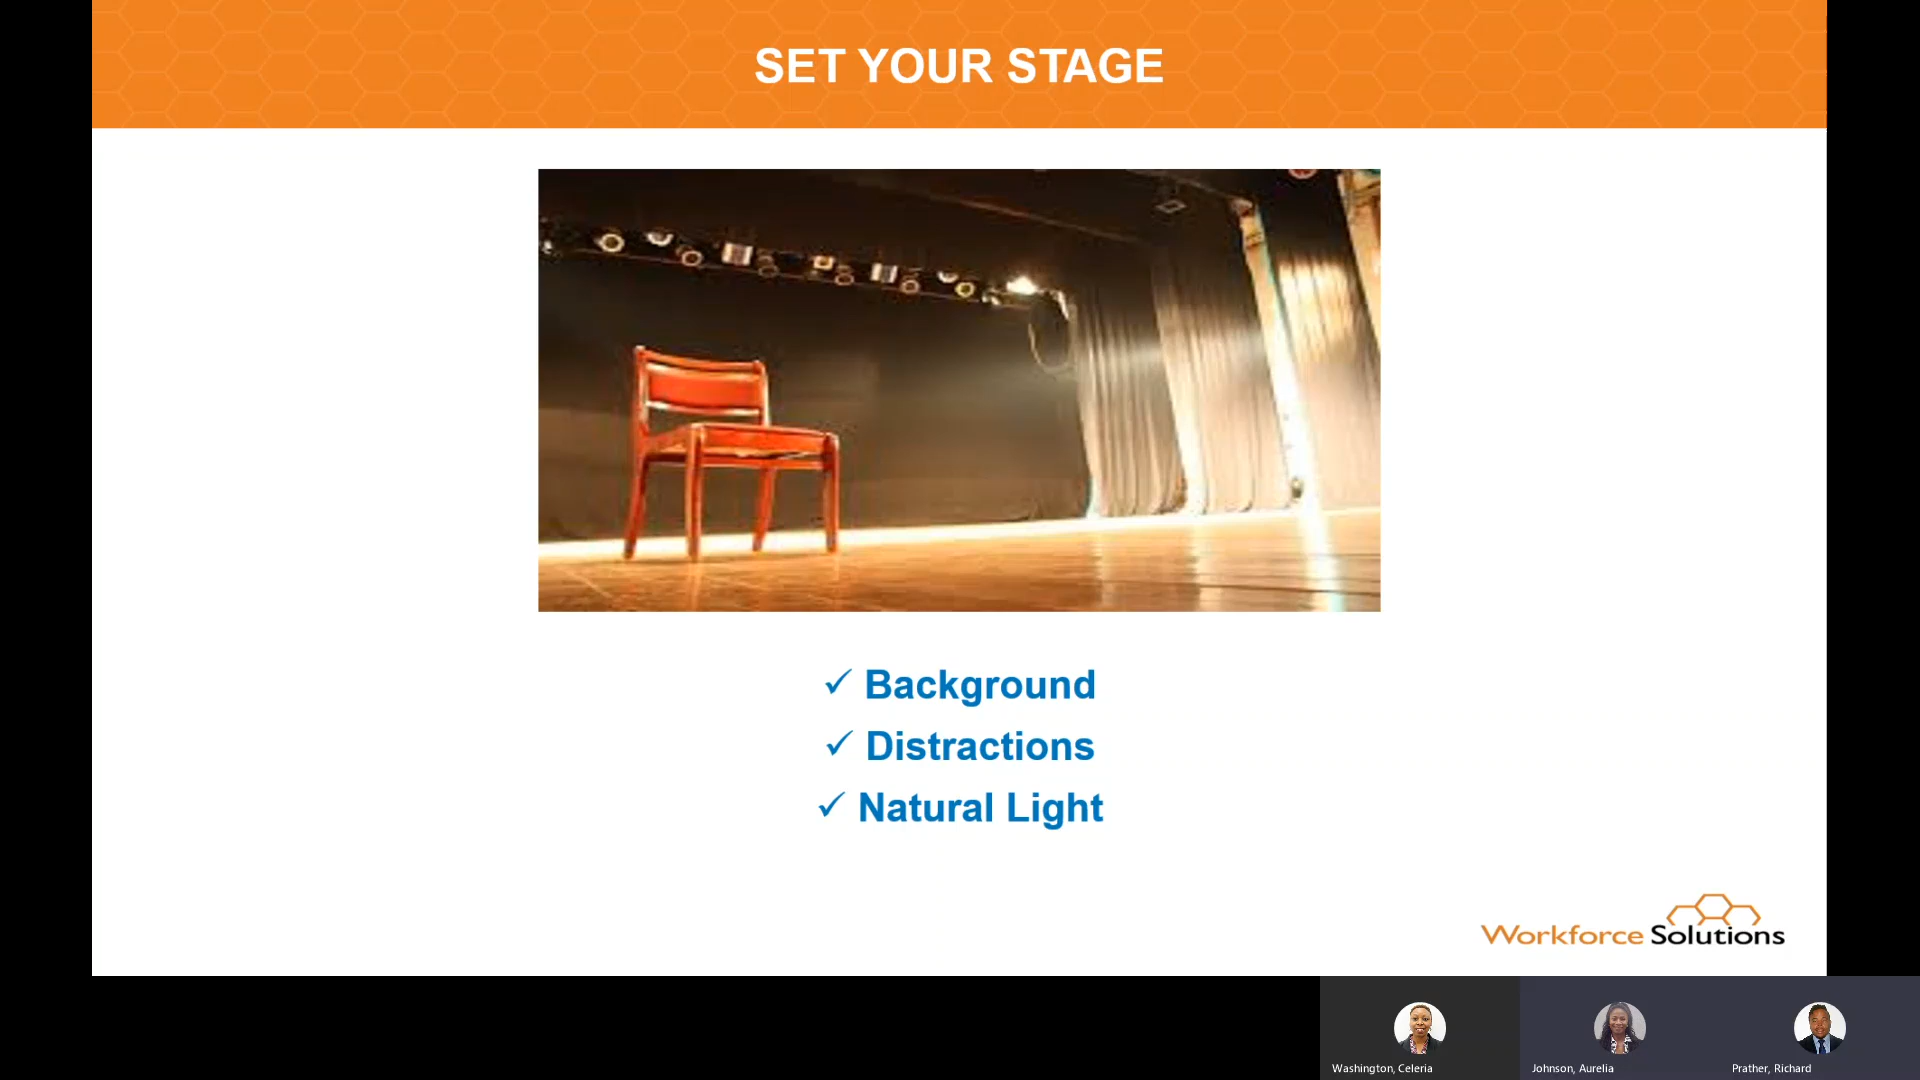 SET YOUR STAGE
✓ Background
✓ Distractions
✓ Natural Light
Workforce Solutions
Washington, Celeria
Johnson, Aurelia
Prather, Richard